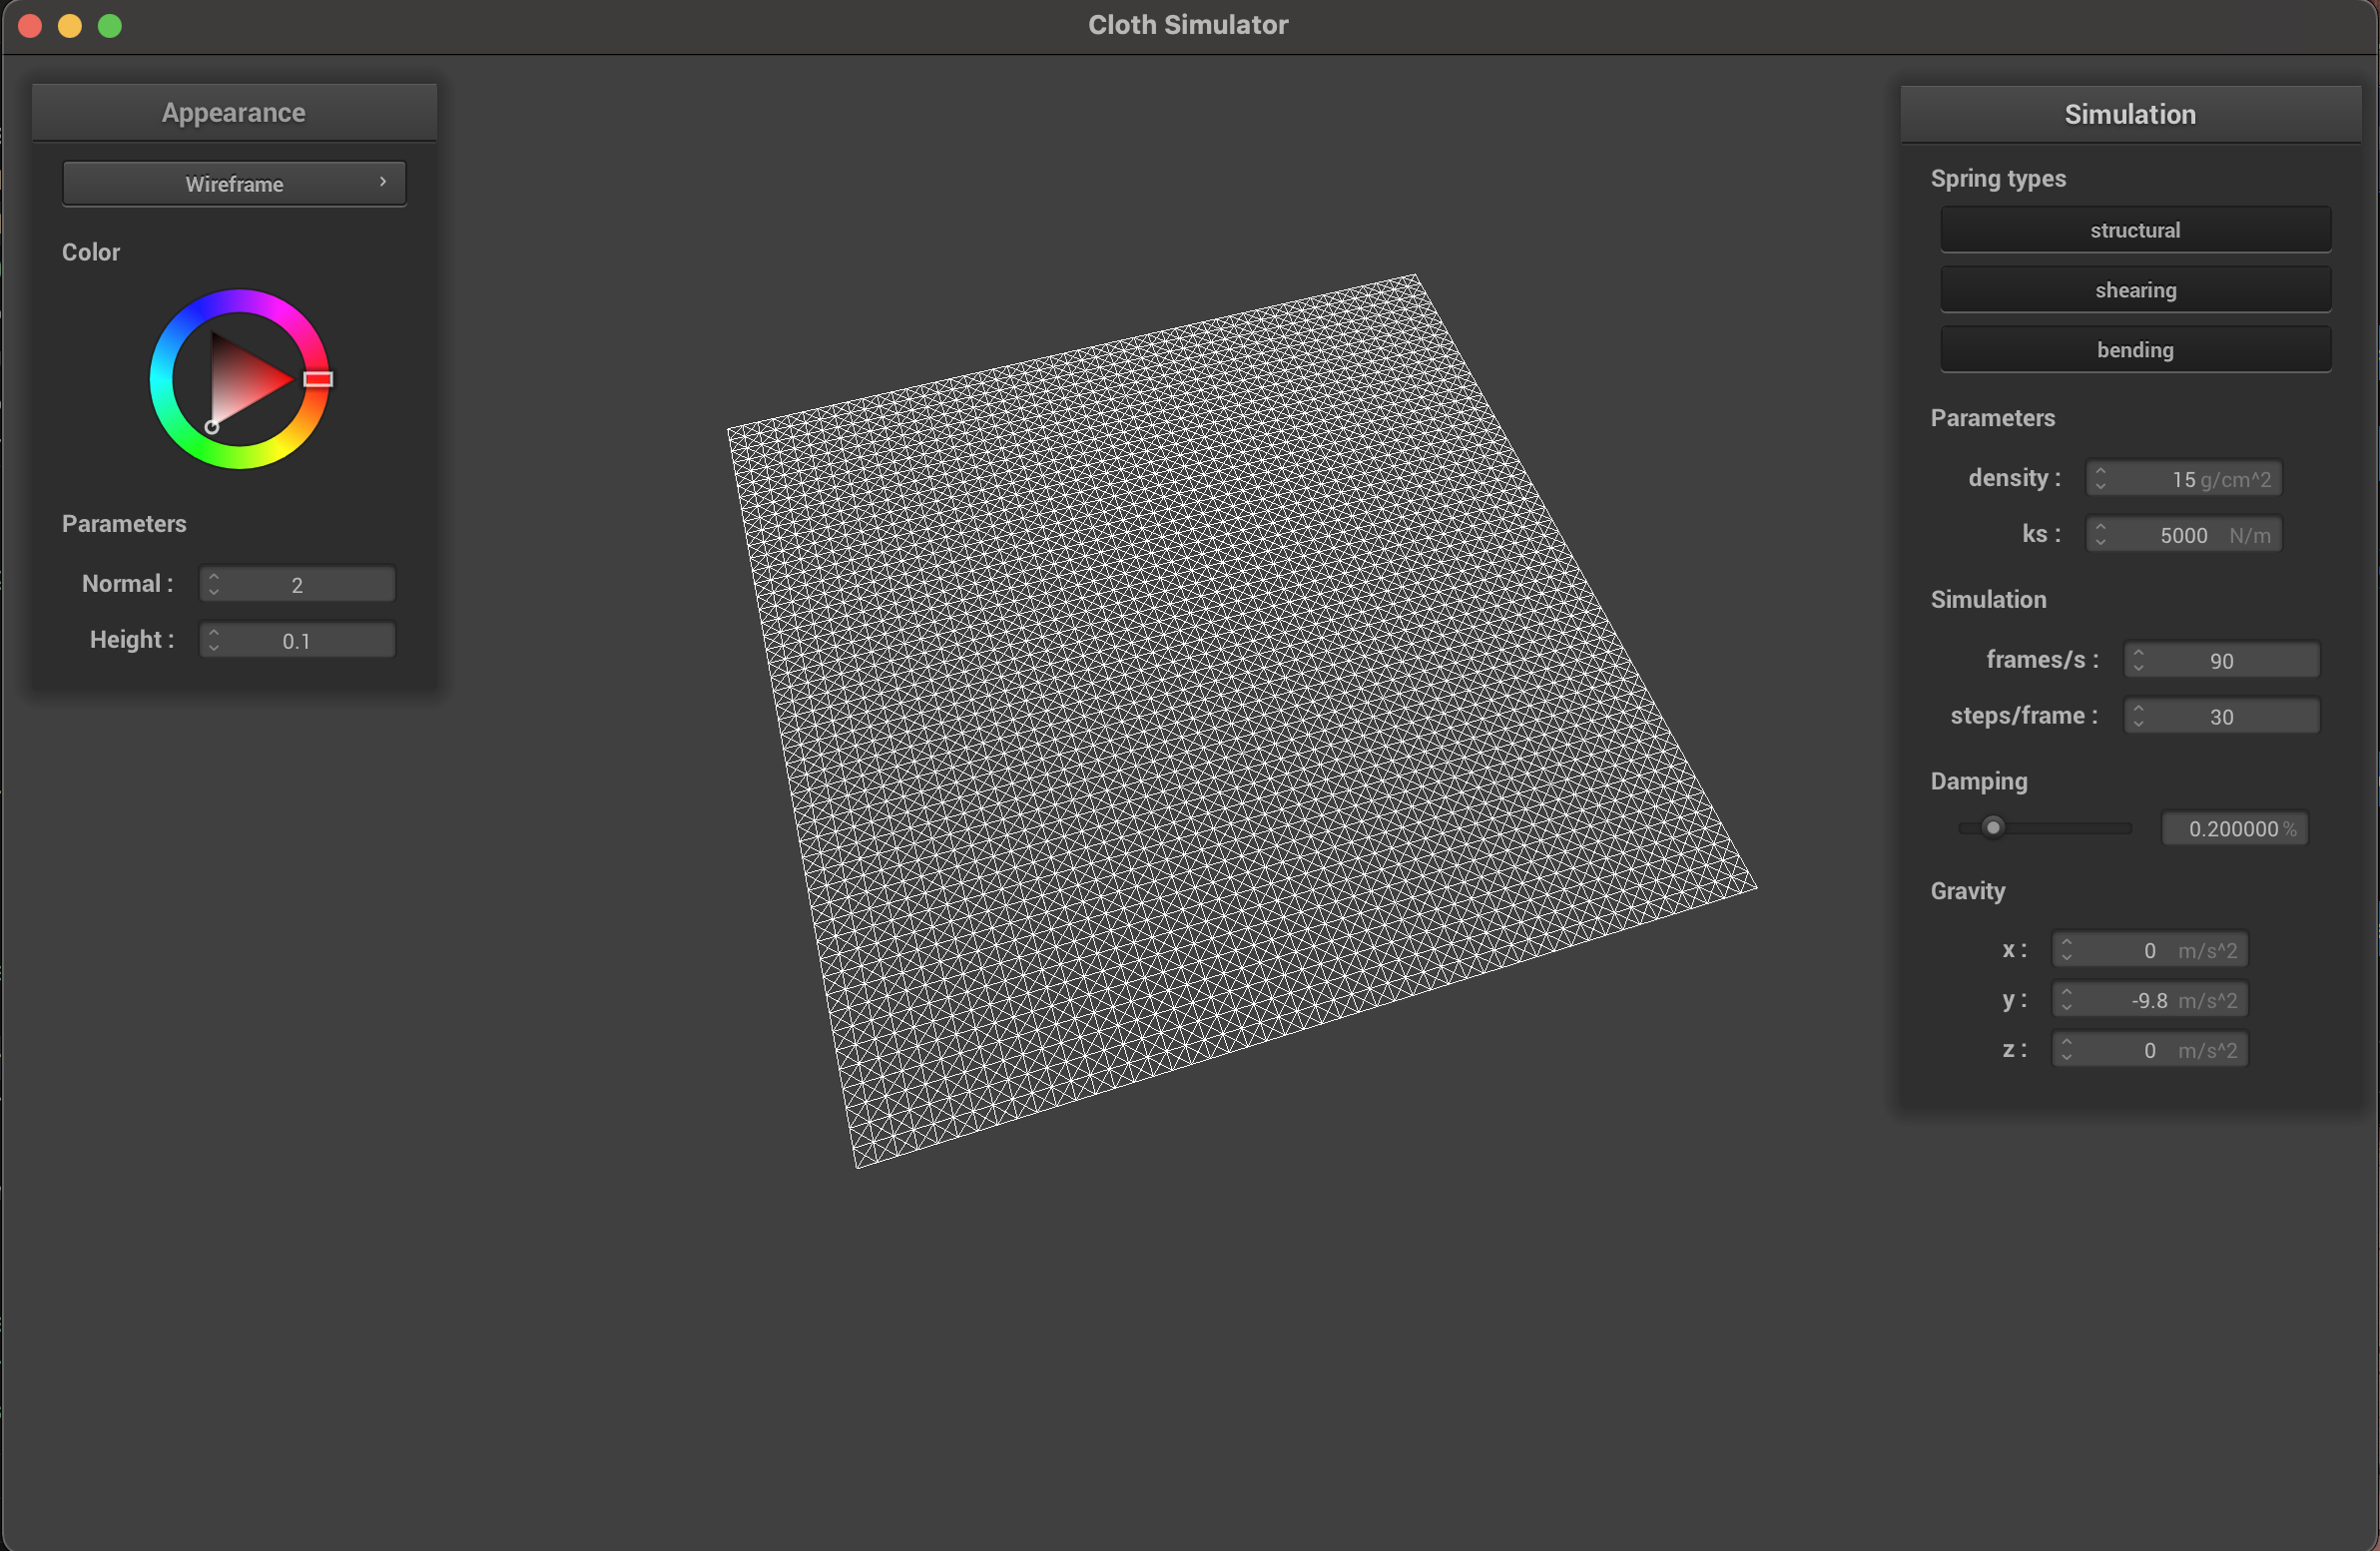 Cloth Simulator
Appearance
Wireframe
Color
Parameters
Normal : 2
Height : 0.1
Simulation
Spring types
structural
shearing
bending
Parameters
density : 15 g/cm^2
ks : 5000 N/m
Simulation
frames/s : 90
steps/frame : 30
Damping
0.200000 %
Gravity
x : 0 m/s^2
y : -9.8 m/s^2
z : 0 m/s^2